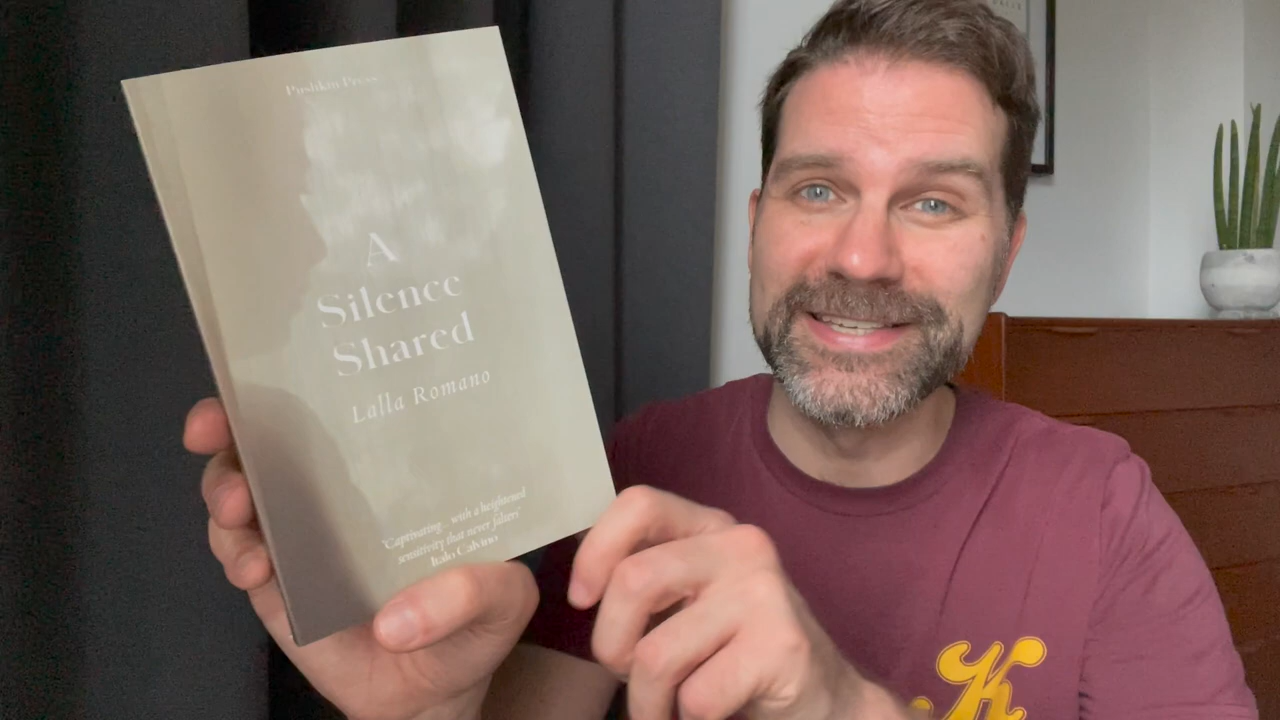 Pushkin Press
A
Silence
Shared
Lalla Romano
'Captivating... with a heightened
sensitivity that never falters'
Italo Calvino
K